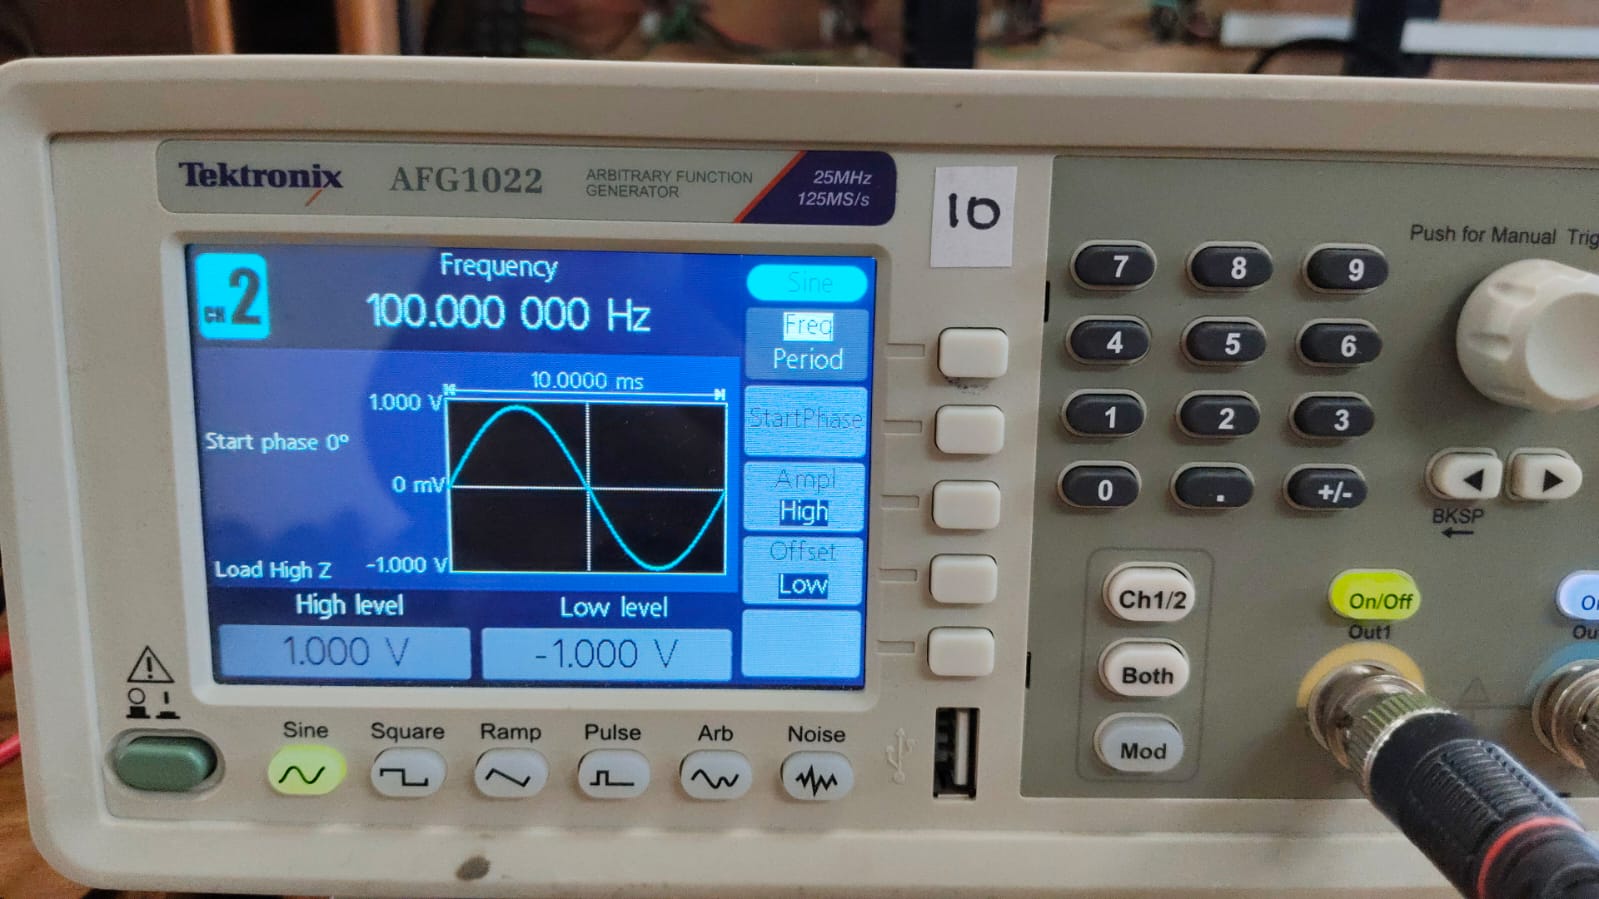 Tektronix AFG1022 ARBITRARY FUNCTION GENERATOR 25MHz 125MS/s
10
CH 2
Frequency
100.000 000 Hz
Sine
Freq
Period
StartPhase
Ampl
High
Offset
Low
10.0000 ms
1.000 V
Start phase 0°
0 mV
Load High Z
-1.000 V
High level
Low level
1.000 V
-1.000 V
Sine
Square
Ramp
Pulse
Arb
Noise
Push for Manual
7 8 9
4 5 6
1 2 3
0 . +/-
BKSP
Ch1/2
Both
Mod
On/Off
Out1